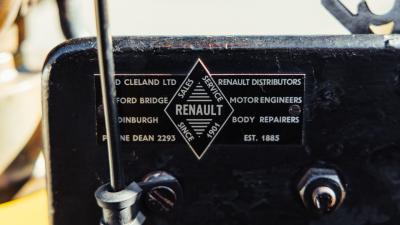 D CLELAND LTD
FORD BRIDGE
DINBURGH
NE DEAN 2293
SALES SERVICE
RENAULT
SINCE 1901
RENAULT DISTRIBUTORS
MOTOR ENGINEERS
BODY REPAIRERS
EST. 1885